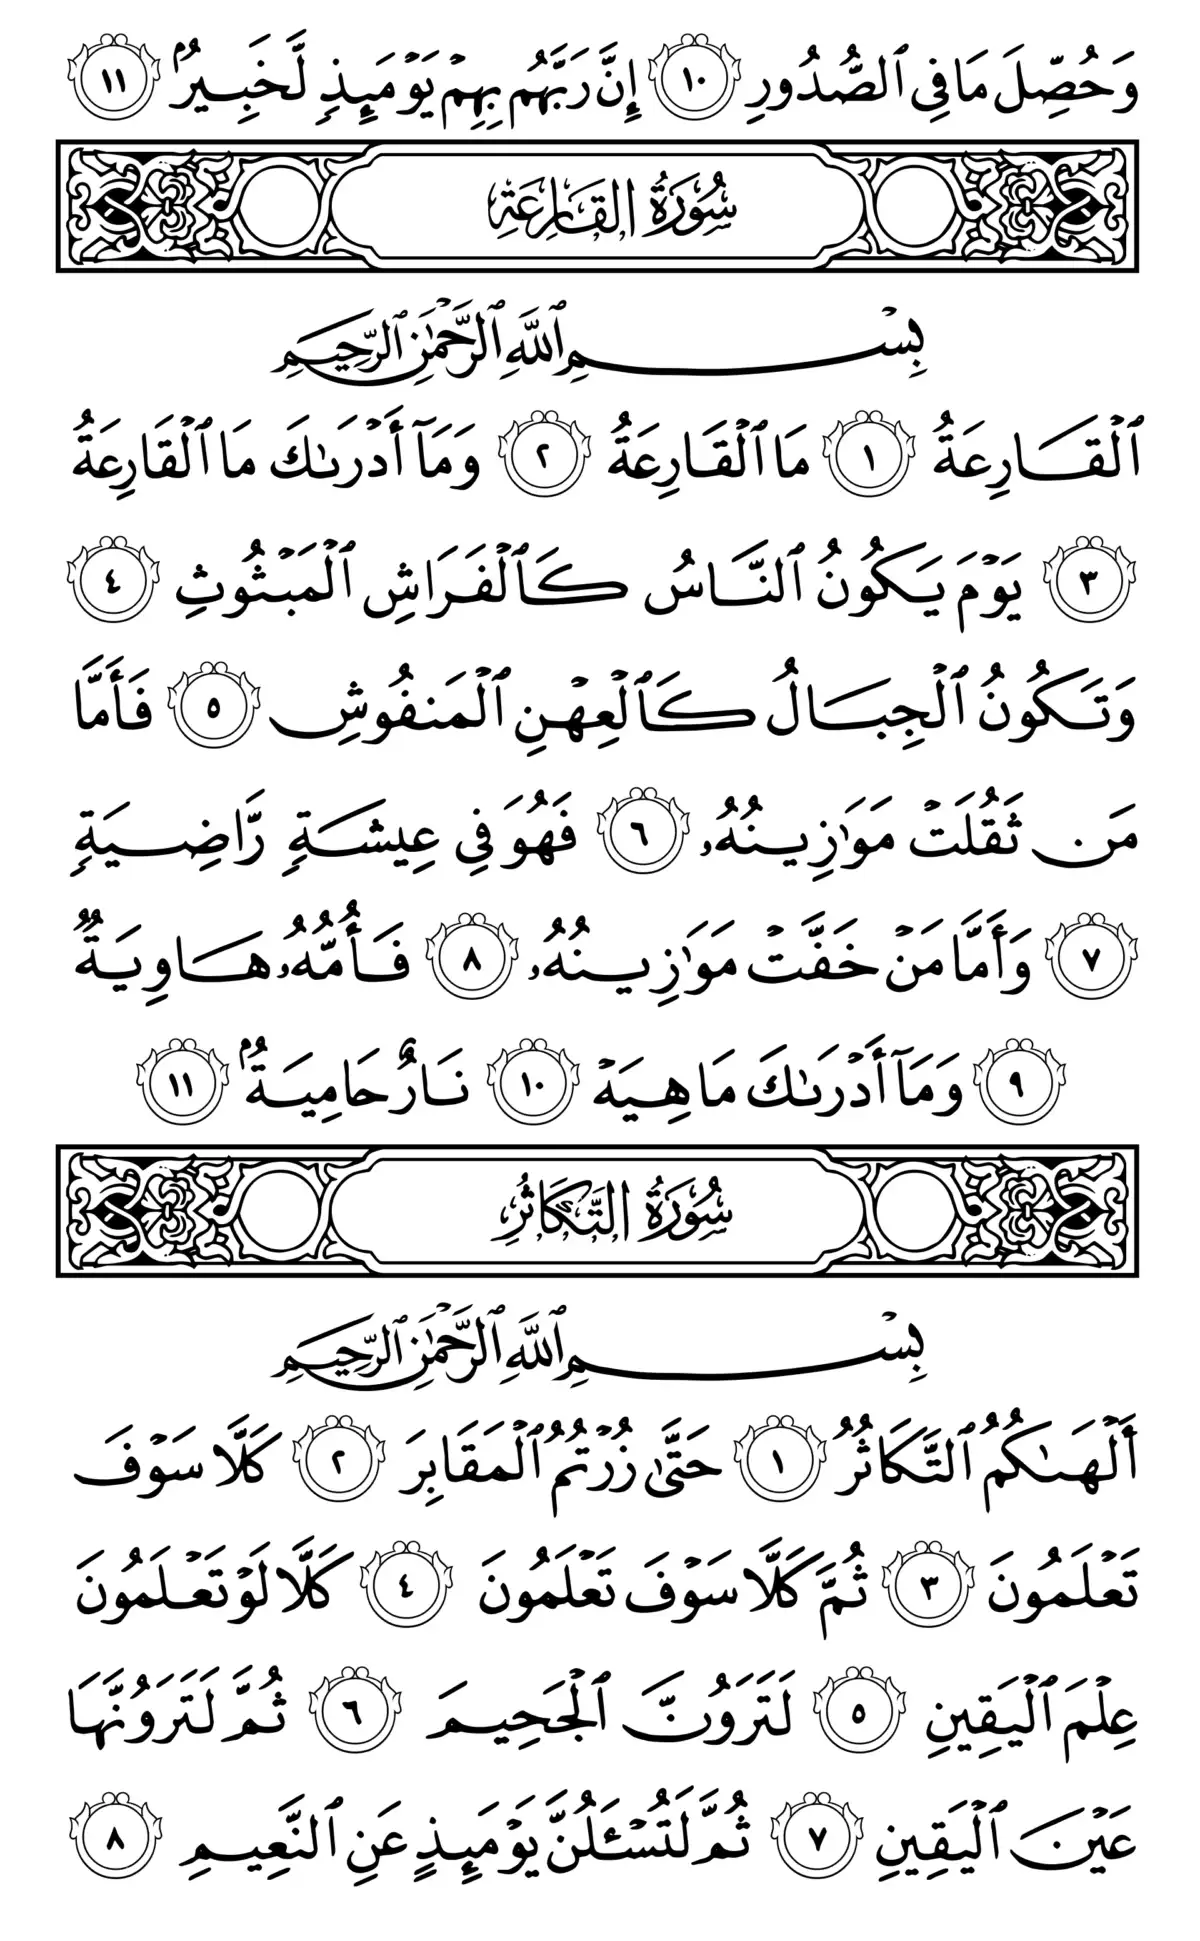 وَحُصِّلَ مَا فِي ٱلصُّدُورِ ١٠ إِنَّ رَبَّهُم بِهِمْ يَوْمَئِذٍ لَّخَبِيرٌۢ ١١
سُورَةُ القَارِعَةِ
بِسْمِ ٱللَّهِ ٱلرَّحْمَٰنِ ٱلرَّحِيمِ
ٱلْقَارِعَةُ ١ مَا ٱلْقَارِعَةُ ٢ وَمَآ أَدْرَىٰكَ مَا ٱلْقَارِعَةُ
٣ يَوْمَ يَكُونُ ٱلنَّاسُ كَٱلْفَرَاشِ ٱلْمَبْثُوثِ ٤
وَتَكُونُ ٱلْجِبَالُ كَٱلْعِهْنِ ٱلْمَنفُوشِ ٥ فَأَمَّا
مَن ثَقُلَتْ مَوَٰزِينُهُۥ ٦ فَهُوَ فِي عِيشَةٍ رَّاضِيَةٍ
٧ وَأَمَّا مَنْ خَفَّتْ مَوَٰزِينُهُۥ ٨ فَأُمُّهُۥ هَاوِيَةٌ
٩ وَمَآ أَدْرَىٰكَ مَا هِيَهْ ١٠ نَارٌ حَامِيَةٌۢ ١١
سُورَةُ التَّكَاثُرِ
بِسْمِ ٱللَّهِ ٱلرَّحْمَٰنِ ٱلرَّحِيمِ
أَلْهَىٰكُمُ ٱلتَّكَاثُرُ ١ حَتَّىٰ زُرْتُمُ ٱلْمَقَابِرَ ٢ كَلَّا سَوْفَ
تَعْلَمُونَ ٣ ثُمَّ كَلَّا سَوْفَ تَعْلَمُونَ ٤ كَلَّا لَوْ تَعْلَمُونَ
عِلْمَ ٱلْيَقِينِ ٥ لَتَرَوُنَّ ٱلْجَحِيمَ ٦ ثُمَّ لَتَرَوُنَّهَا
عَيْنَ ٱلْيَقِينِ ٧ ثُمَّ لَتُسْـَٔلُنَّ يَوْمَئِذٍ عَنِ ٱلنَّعِيمِ ٨